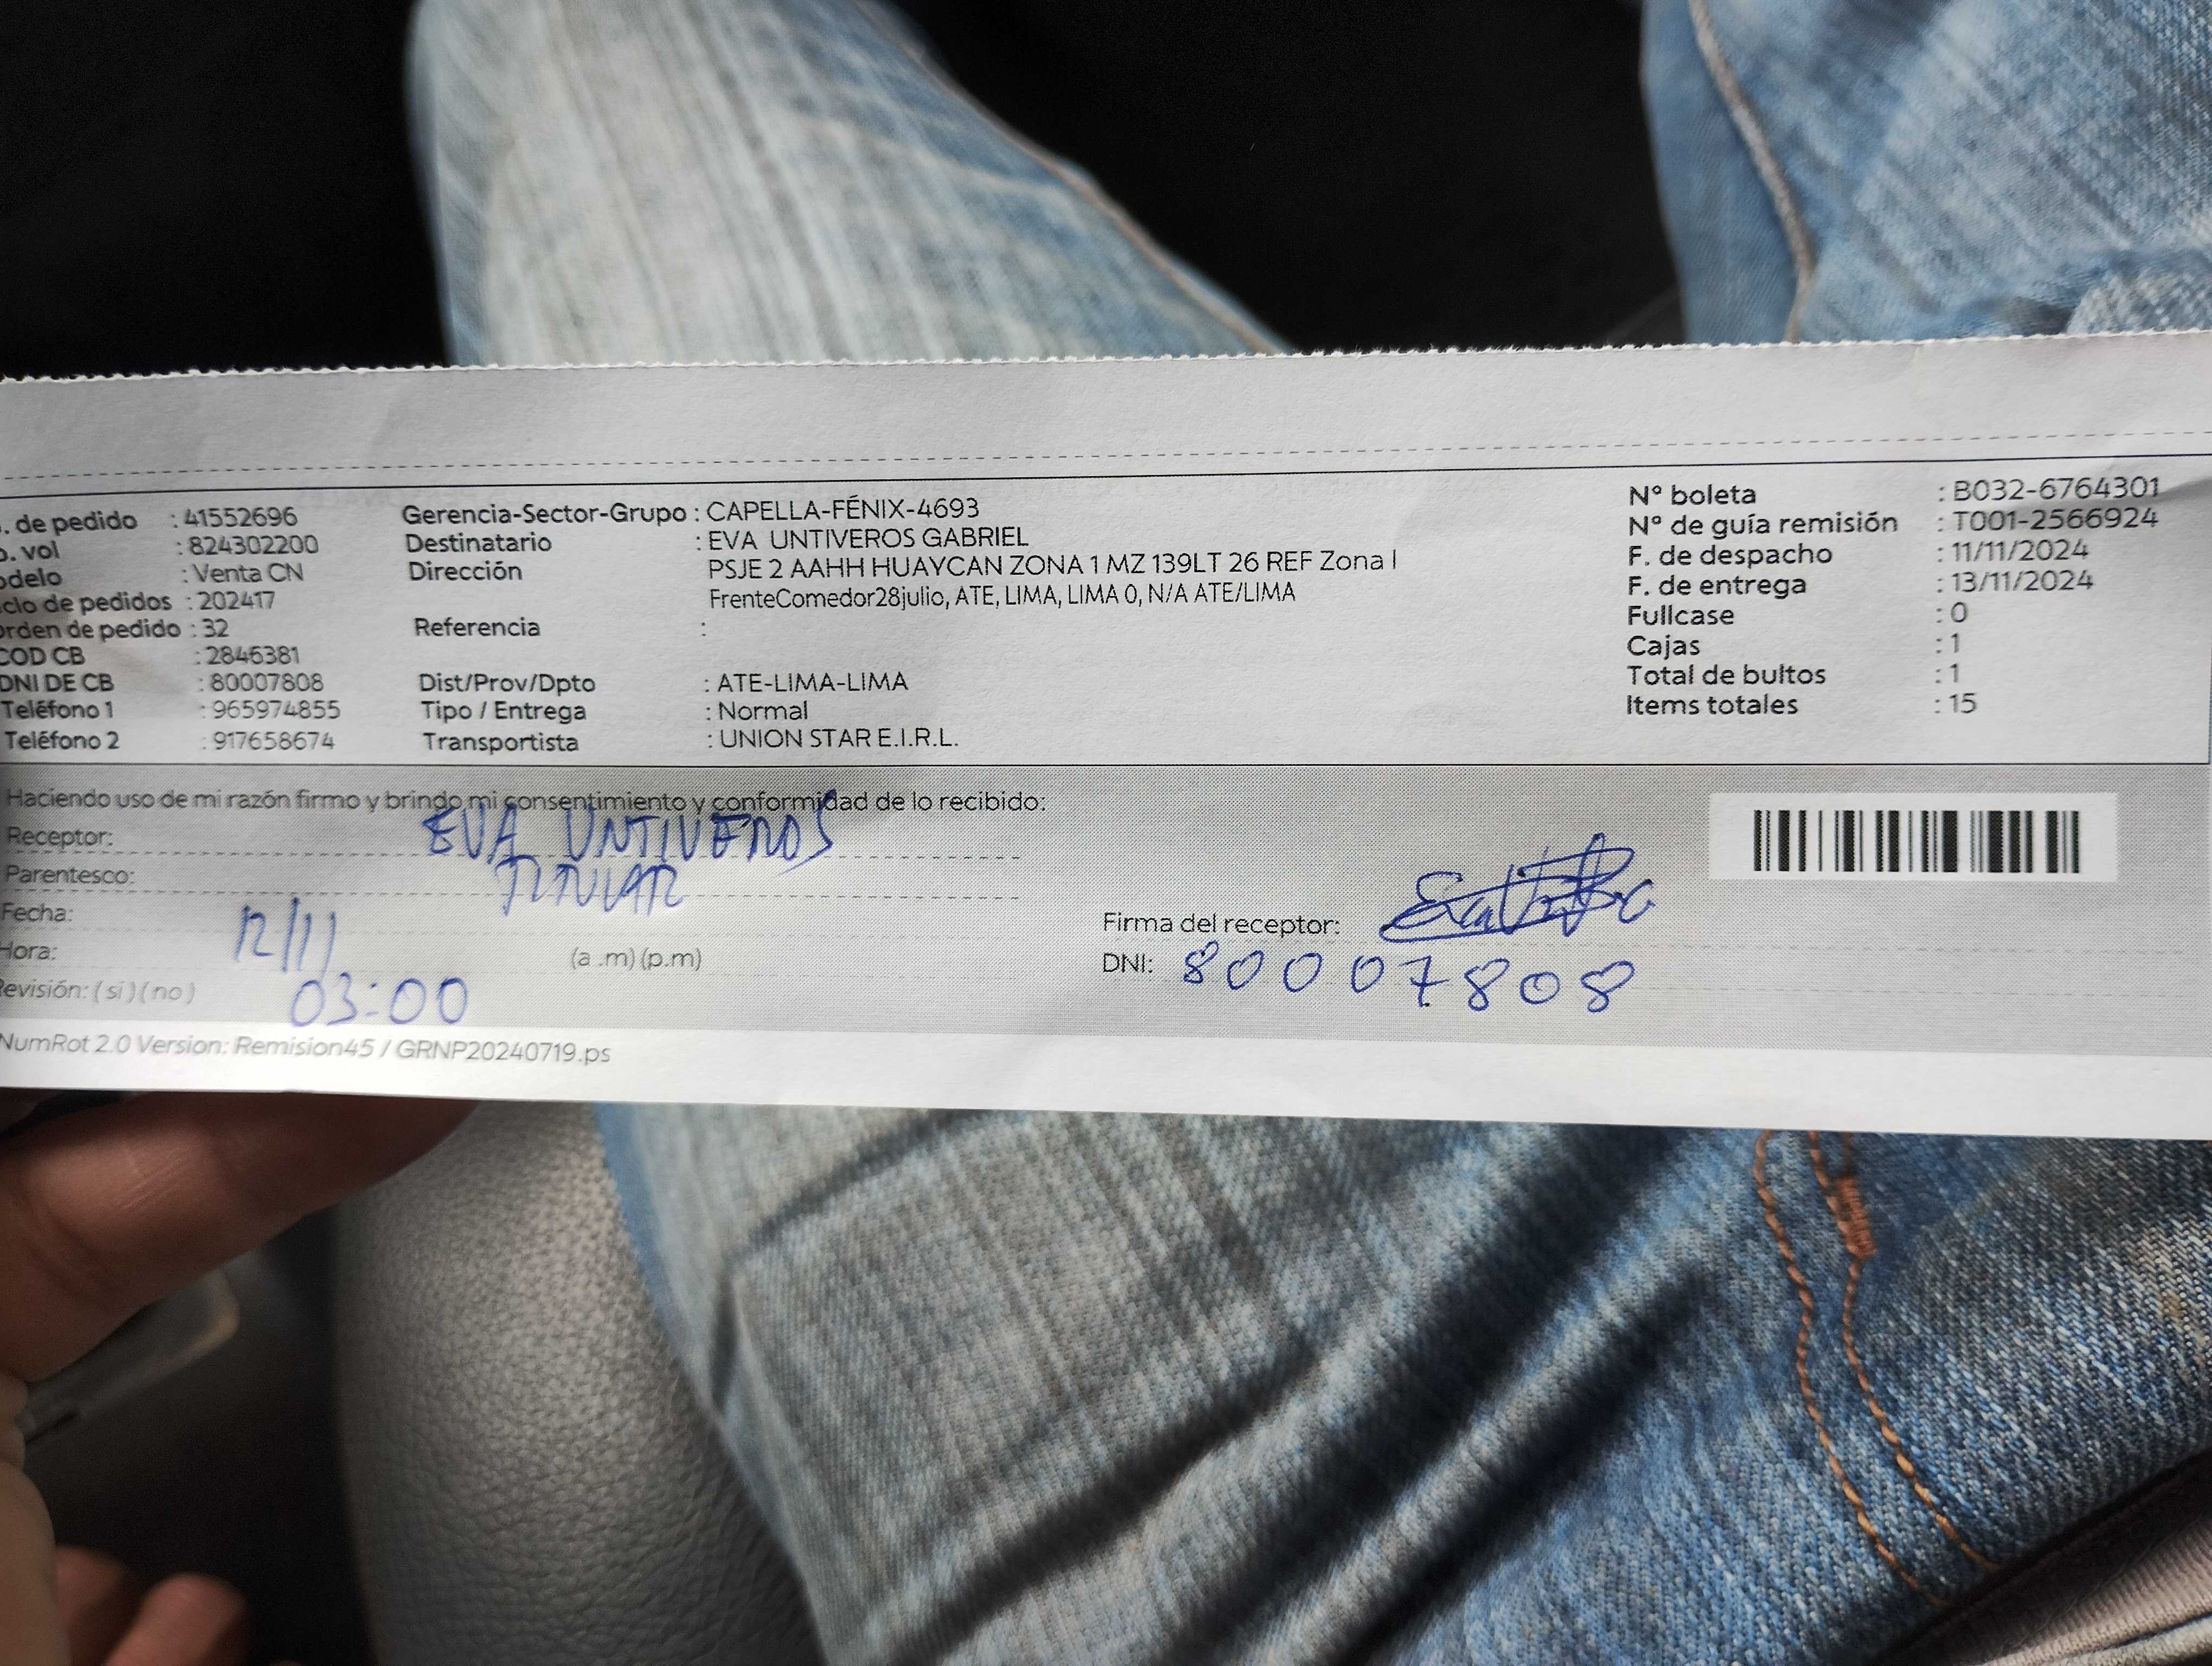 . de pedido : 41552696 Gerencia-Sector-Grupo : CAPELLA-FÉNIX-4693 N° boleta : B032-6764301
o. vol : 824302200 Destinatario : EVA UNTIVEROS GABRIEL N° de guía remisión : T001-2566924
odelo : Venta CN Dirección PSJE 2 AAHH HUAYCAN ZONA 1 MZ 139LT 26 REF Zona I F. de despacho : 11/11/2024
clo de pedidos : 202417 FrenteComedor28julio, ATE, LIMA, LIMA 0, N/A ATE/LIMA F. de entrega : 13/11/2024
orden de pedido : 32 Referencia : Fullcase : 0
COD CB : 2846381 Cajas : 1
DNI DE CB : 80007808 Dist/Prov/Dpto : ATE-LIMA-LIMA Total de bultos : 1
Teléfono 1 : 965974855 Tipo / Entrega : Normal Items totales : 15
Teléfono 2 : 917658674 Transportista : UNION STAR E.I.R.L.
Haciendo uso de mi razón firmo y brindo mi consentimiento y conformidad de lo recibido:
Receptor: EVA UNTIVEROS
Parentesco: TITULAR
Fecha: 12/11 Firma del receptor:
Hora: (a .m) (p.m) DNI: 80007808
Revisión: ( si ) ( no ) 03:00
NumRot 2.0 Version: Remision45 / GRNP20240719.ps